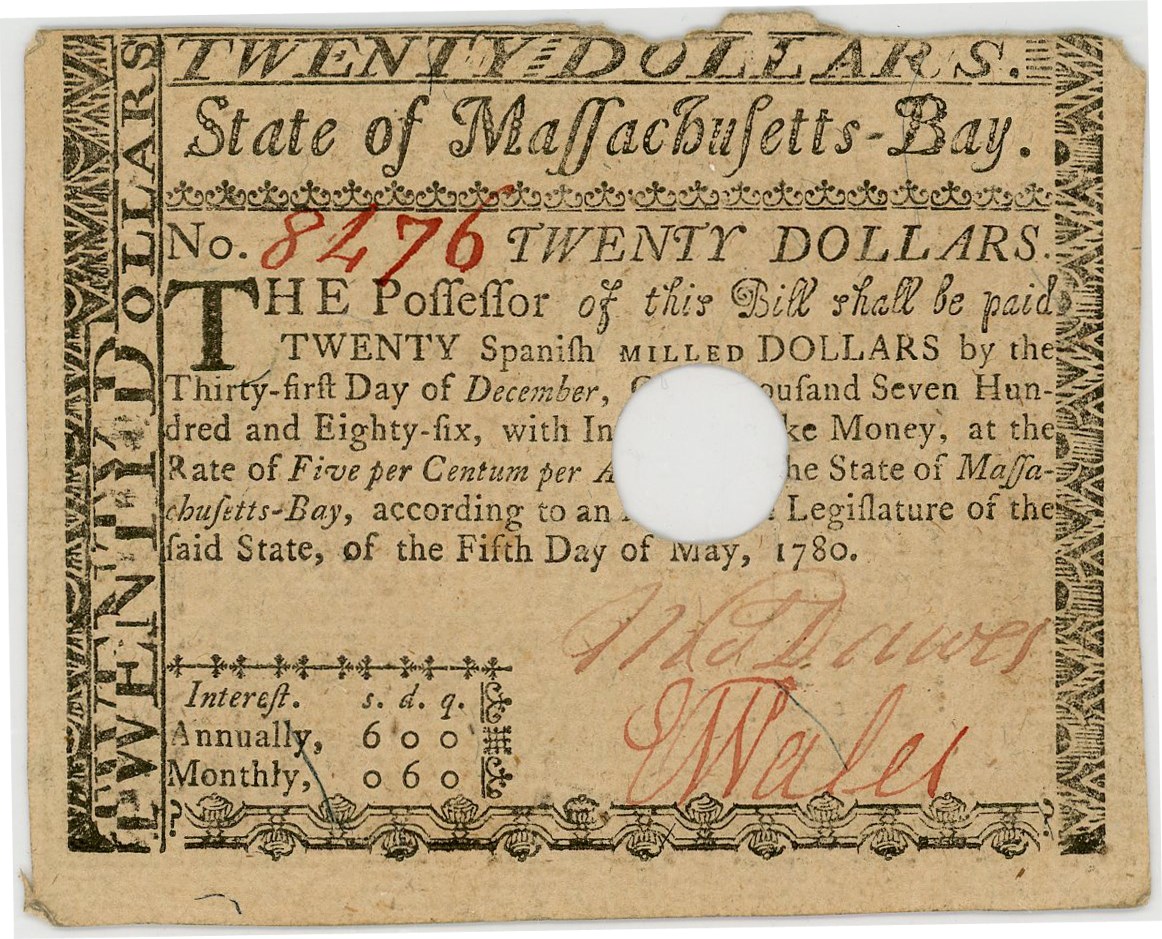 TWENTY DOLLARS.
State of Maſſachuſetts-Bay.
No. 8476 TWENTY DOLLARS.
THE Poſſeſſor of this Bill shall be paid
TWENTY Spaniſh MILLED DOLLARS by the
Thirty-firſt Day of December, ouſand Seven Hun-
dred and Eighty-ſix, with In ke Money, at the
Rate of Five per Centum per A he State of Maſſa-
chuſetts-Bay, according to an Legiſlature of the
ſaid State, of the Fifth Day of May, 1780.
Dawes
E Wales
Intereſt. s. d. q.
Annually, 6 0 0
Monthly, 0 6 0
TWENTY DOLLARS